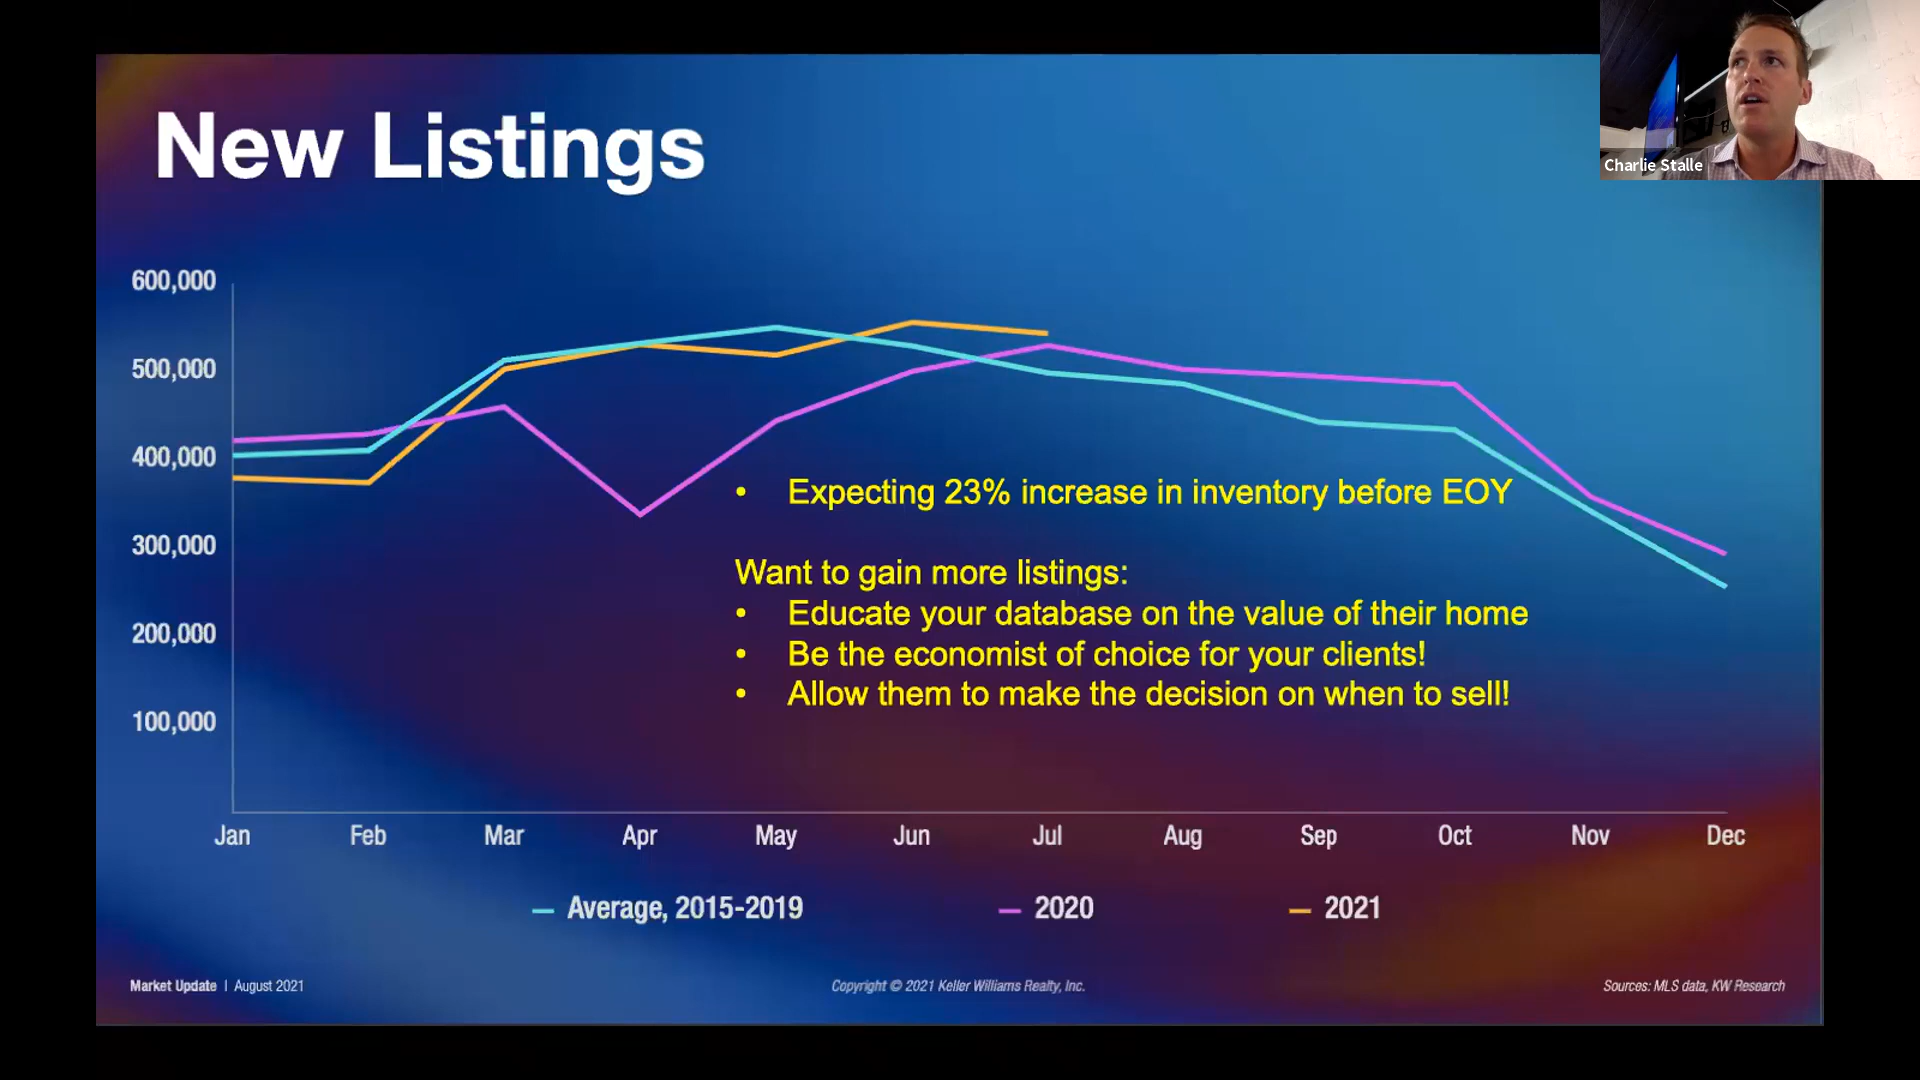 Charlie Stalle
New Listings
600,000
500,000
400,000
300,000
200,000
100,000
• Expecting 23% increase in inventory before EOY
Want to gain more listings:
• Educate your database on the value of their home
• Be the economist of choice for your clients!
• Allow them to make the decision on when to sell!
Jan Feb Mar Apr May Jun Jul Aug Sep Oct Nov Dec
Average, 2015-2019 2020 2021
Market Update | August 2021 Copyright © 2021 Keller Williams Realty, Inc. Sources: MLS data, KW Research